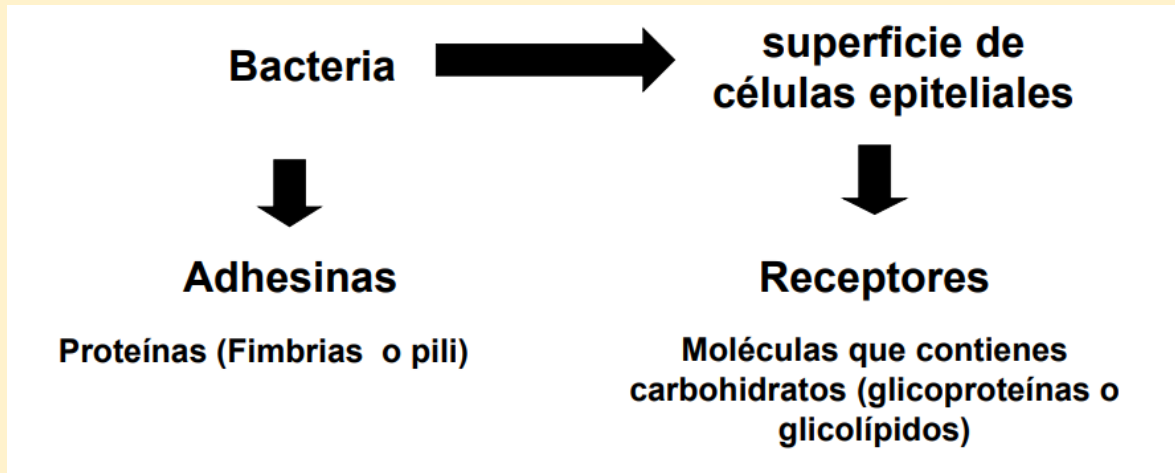 Bacteria
superficie de
células epiteliales
Adhesinas
Receptores
Proteínas (Fimbrias o pili)
Moléculas que contienes
carbohidratos (glicoproteínas o
glicolípidos)